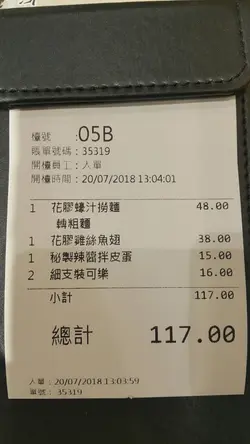 檯號 :05B
賬單號碼 : 35319
開檯員工 : 人單
開檯時間 : 20/07/2018 13:04:01
1 花膠蠔汁撈麵 48.00
轉粗麵
1 花膠雞絲魚翅 38.00
1 秘製辣醬拌皮蛋 15.00
2 細支裝可樂 16.00
小計 117.00
總計 117.00
人單 : 20/07/2018 13:03:59
單號 : 35319